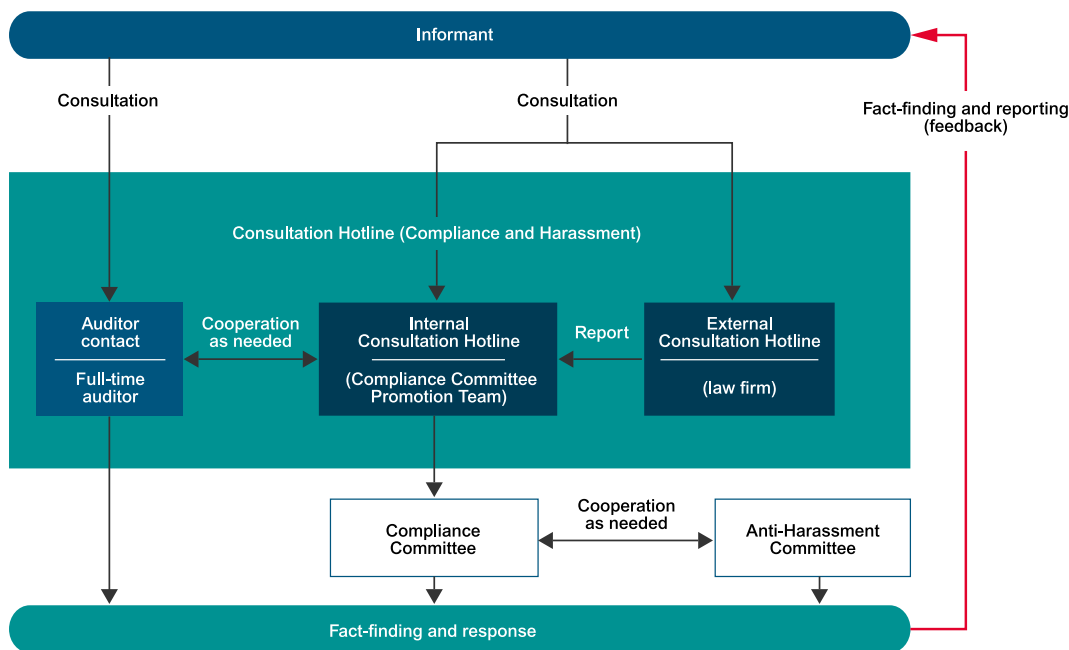 Informant
Consultation
Consultation
Fact-finding and reporting
(feedback)
Consultation Hotline (Compliance and Harassment)
Auditor
contact
Full-time
auditor
Cooperation
as needed
Internal
Consultation Hotline
(Compliance Committee
Promotion Team)
Report
External
Consultation Hotline
(law firm)
Compliance
Committee
Cooperation
as needed
Anti-Harassment
Committee
Fact-finding and response